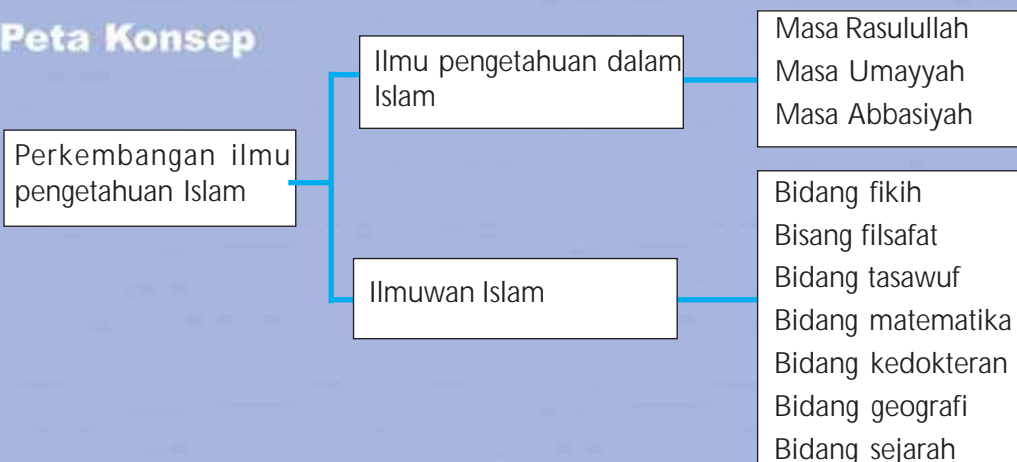 Peta Konsep
Perkembangan ilmu
pengetahuan Islam
Ilmu pengetahuan dalam
Islam
Masa Rasulullah
Masa Umayyah
Masa Abbasiyah
Ilmuwan Islam
Bidang fikih
Bisang filsafat
Bidang tasawuf
Bidang matematika
Bidang kedokteran
Bidang geografi
Bidang sejarah